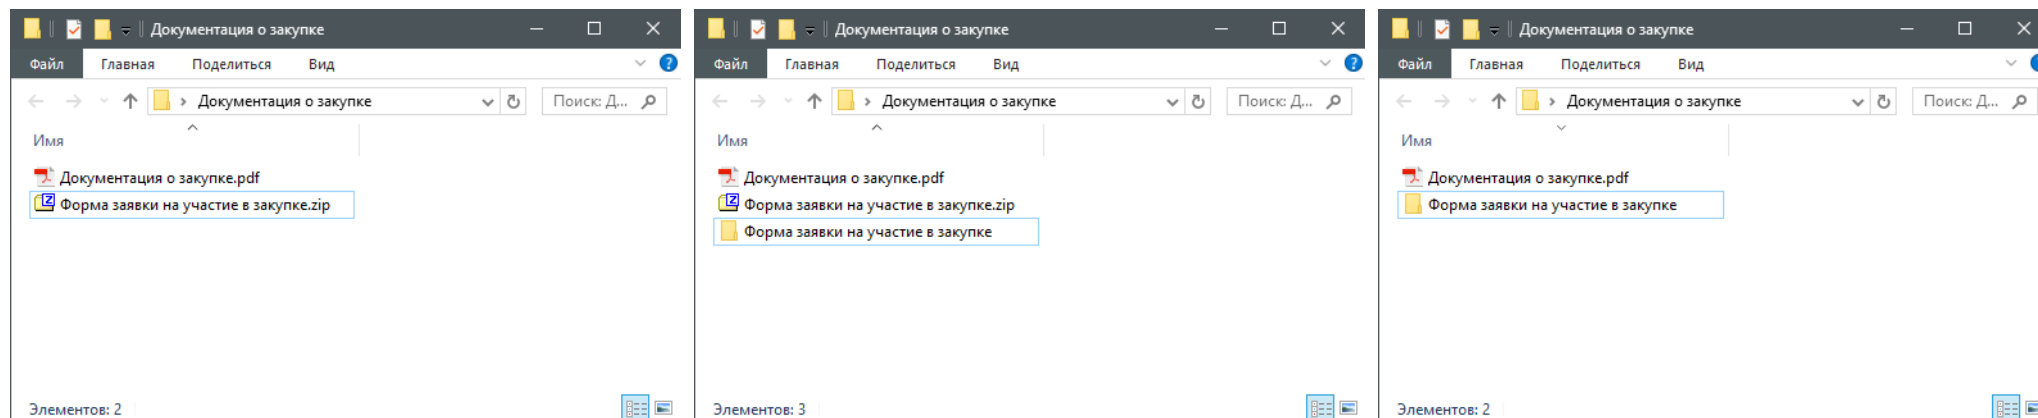 Документация о закупке
Файл Главная Поделиться Вид
Документация о закупке Поиск: Д...
Имя
Документация о закупке.pdf
Форма заявки на участие в закупке.zip
Элементов: 2
Документация о закупке
Файл Главная Поделиться Вид
Документация о закупке Поиск: Д...
Имя
Документация о закупке.pdf
Форма заявки на участие в закупке.zip
Форма заявки на участие в закупке
Элементов: 3
Документация о закупке
Файл Главная Поделиться Вид
Документация о закупке Поиск: Д...
Имя
Документация о закупке.pdf
Форма заявки на участие в закупке
Элементов: 2